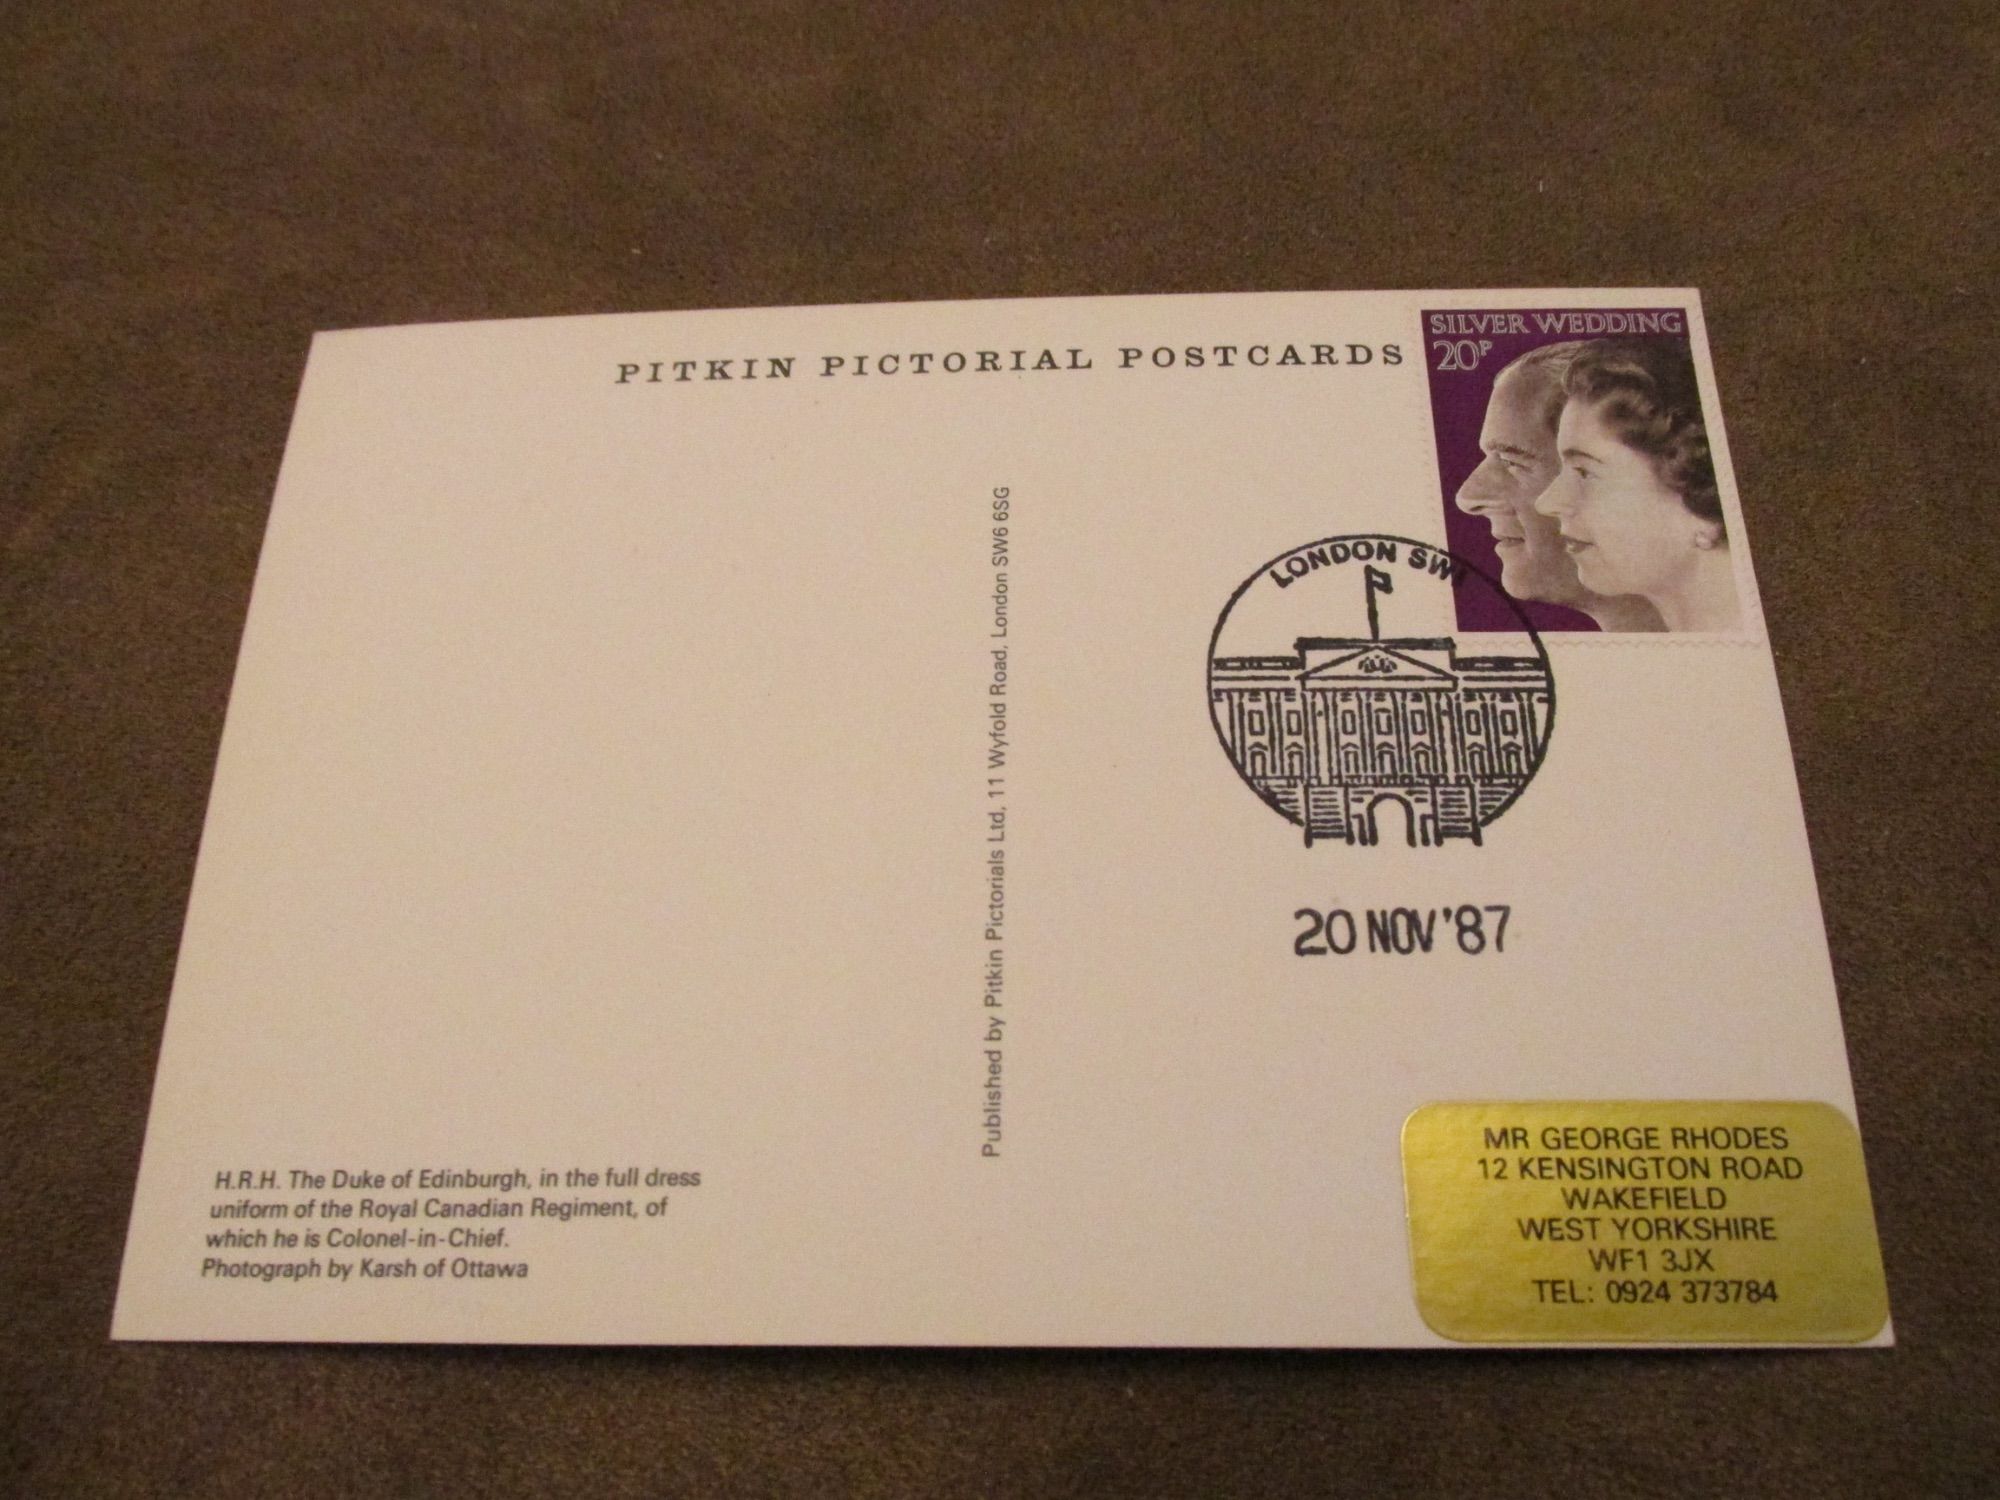 PITKIN PICTORIAL POSTCARDS
SILVER WEDDING
20P
LONDON SW1
20 NOV '87
Published by Pitkin Pictorials Ltd, 11 Wyfold Road, London SW6 6SG
H.R.H. The Duke of Edinburgh, in the full dress
uniform of the Royal Canadian Regiment, of
which he is Colonel-in-Chief.
Photograph by Karsh of Ottawa
MR GEORGE RHODES
12 KENSINGTON ROAD
WAKEFIELD
WEST YORKSHIRE
WF1 3JX
TEL: 0924 373784